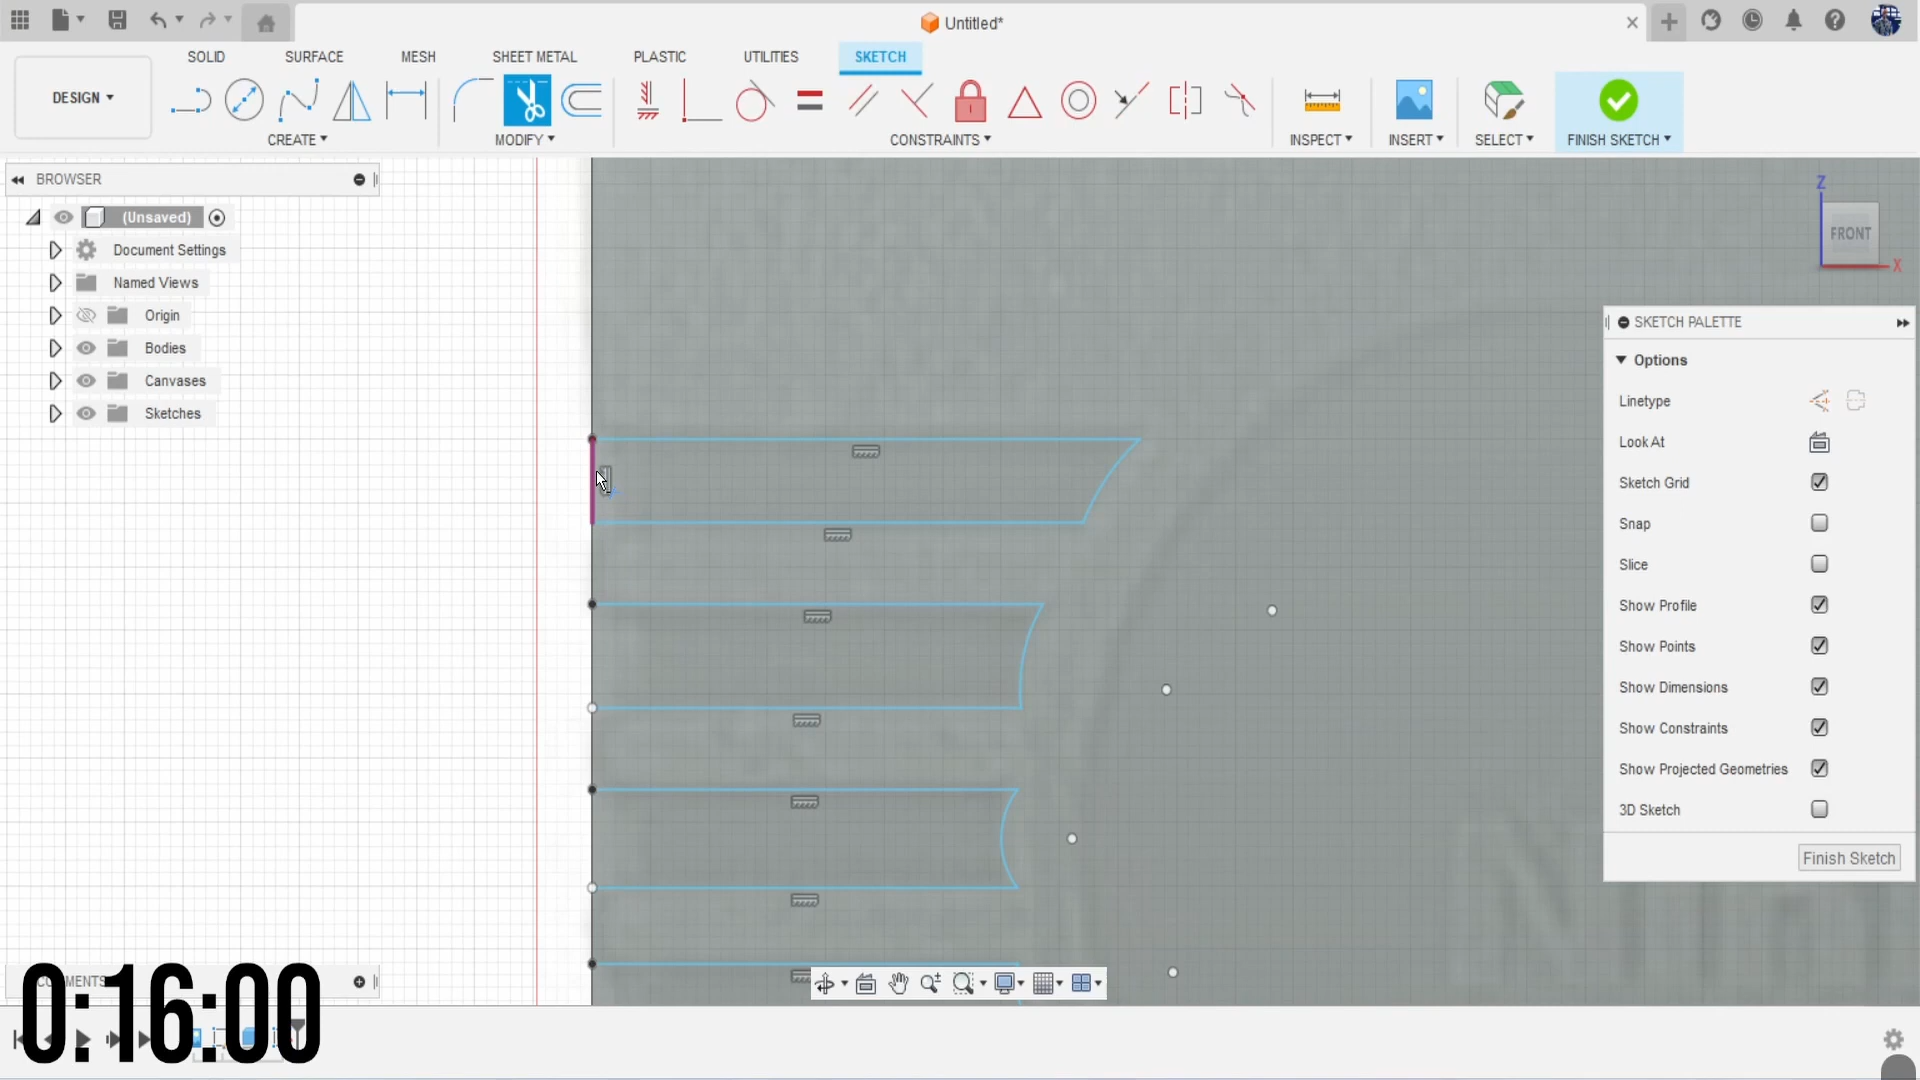 Untitled*
SOLID
SURFACE
MESH
SHEET METAL
PLASTIC
UTILITIES
SKETCH
DESIGN
CREATE
MODIFY
CONSTRAINTS
INSPECT
INSERT
SELECT
FINISH SKETCH
BROWSER
(Unsaved)
Document Settings
Named Views
Origin
Bodies
Canvases
Sketches
Z
FRONT
X
SKETCH PALETTE
Options
Linetype
Look At
Sketch Grid
Snap
Slice
Show Profile
Show Points
Show Dimensions
Show Constraints
Show Projected Geometries
3D Sketch
Finish Sketch
0:16:00